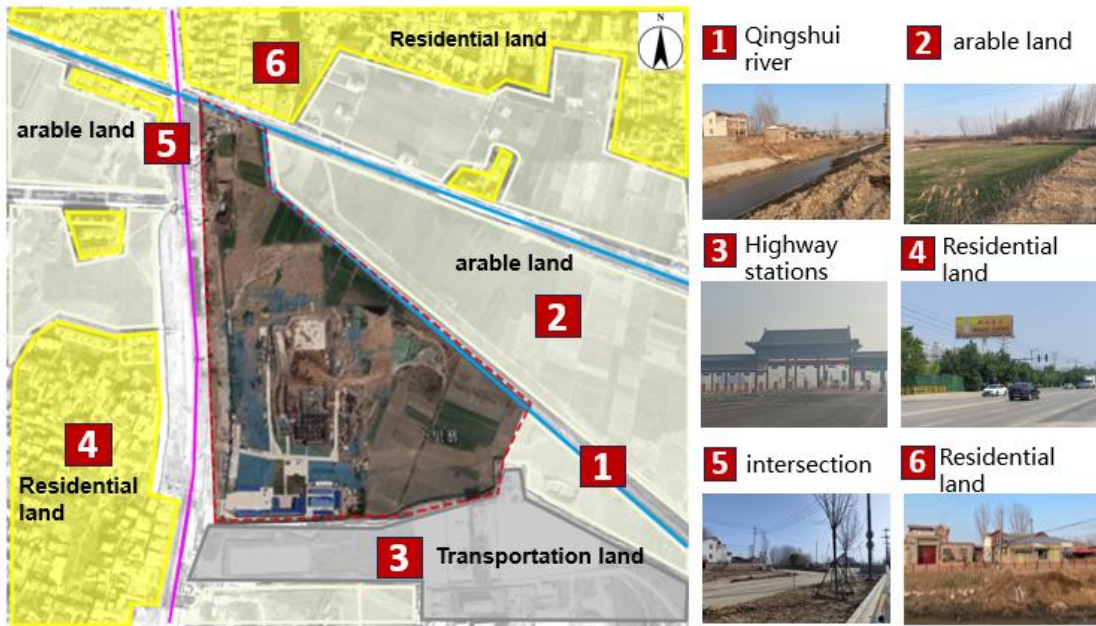 N
6
Residential land
5
arable land
arable land
2
4
Residential
land
1
3
Transportation land
1 Qingshui
river
2 arable land
3 Highway
stations
4 Residential
land
5 intersection
6 Residential
land